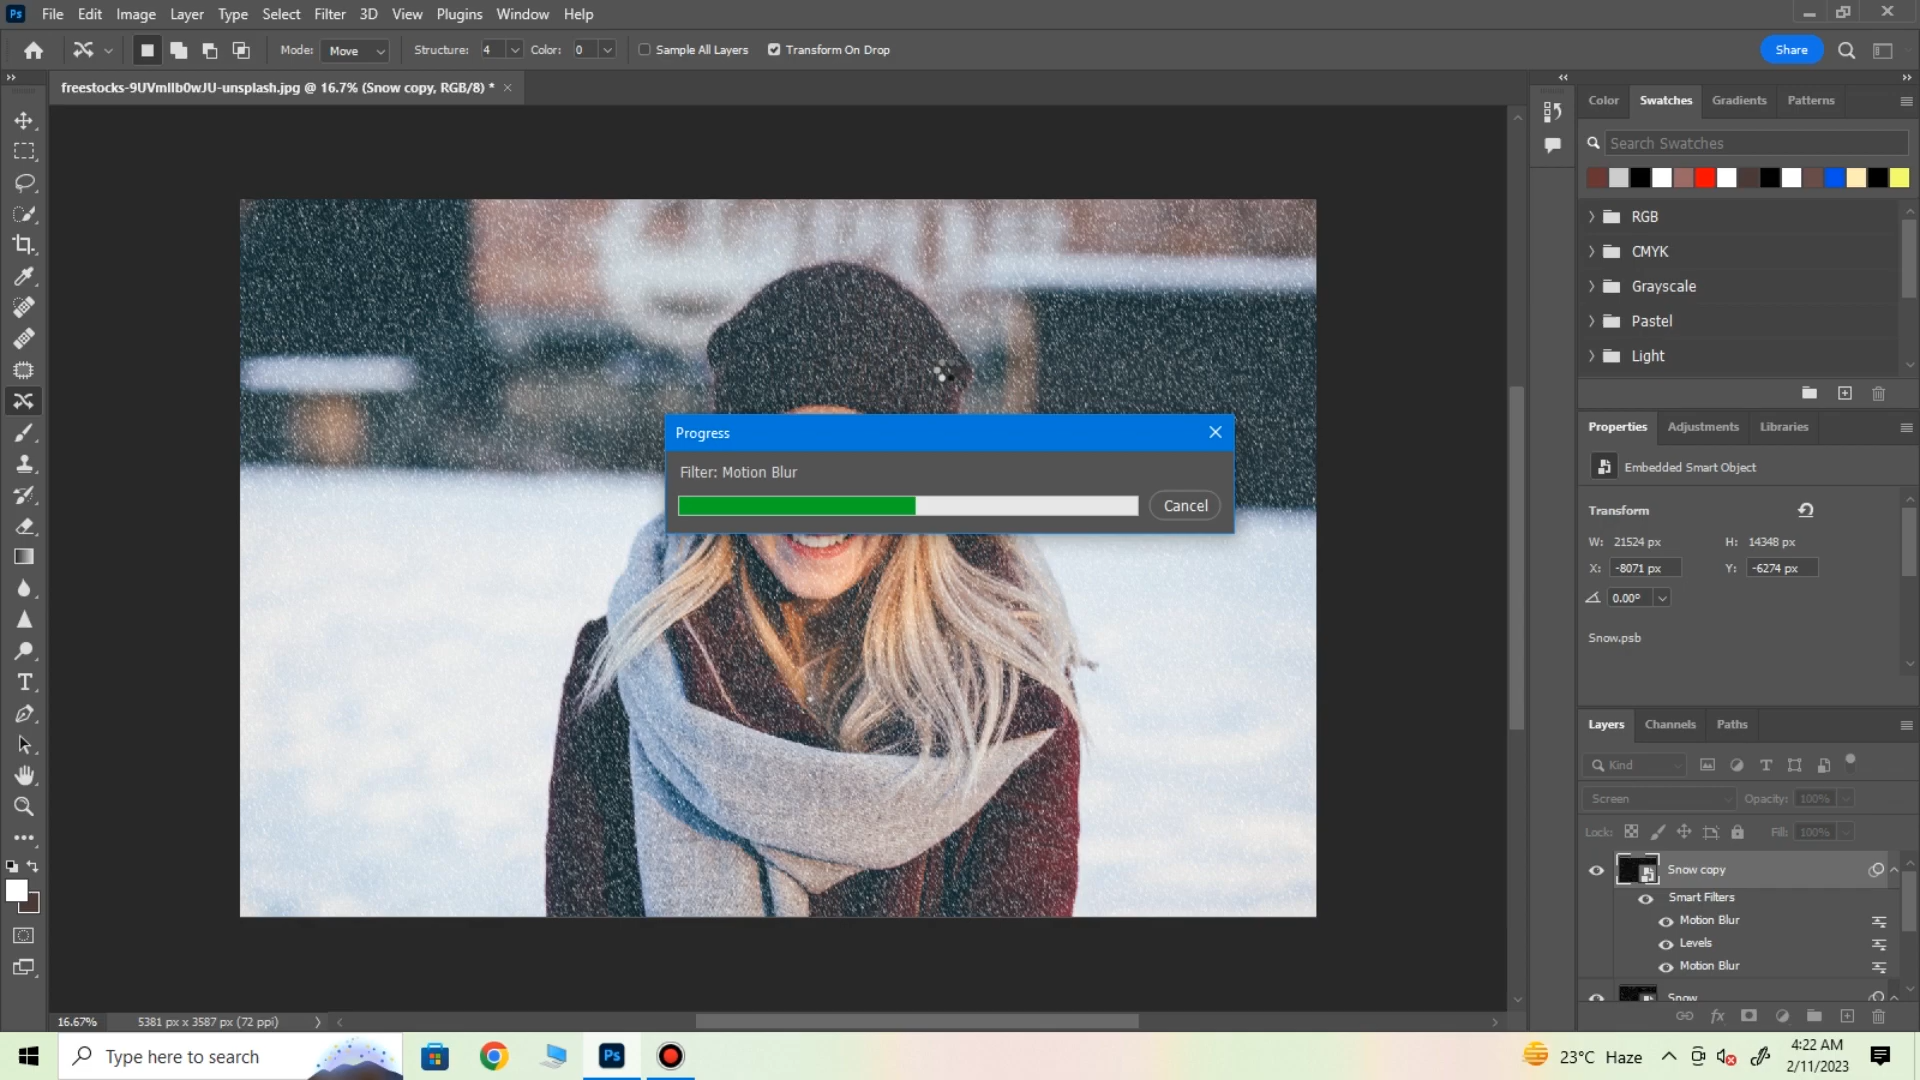 Ps File Edit Image Layer Type Select Filter 3D View Plugins Window Help
Mode: Move Structure: 4 Color: 0 Sample All Layers Transform On Drop Share
freestocks-9UVmlIb0wJU-unsplash.jpg @ 16.7% (Snow copy, RGB/8) *
Color Swatches Gradients Patterns
Search Swatches
RGB
CMYK
Grayscale
Pastel
Light
Progress
Filter: Motion Blur
Cancel
Properties Adjustments Libraries
Embedded Smart Object
Transform
W: 21524 px H: 14348 px
X: -8071 px Y: -6274 px
0.00°
Snow.psb
Layers Channels Paths
Kind
Screen Opacity: 100%
Lock: Fill: 100%
Snow copy
Smart Filters
Motion Blur
Levels
Motion Blur
Snow
fx
16.67% 5381 px x 3587 px (72 ppi)
Type here to search
Ps
23°C Haze
4:22 AM
2/11/2023